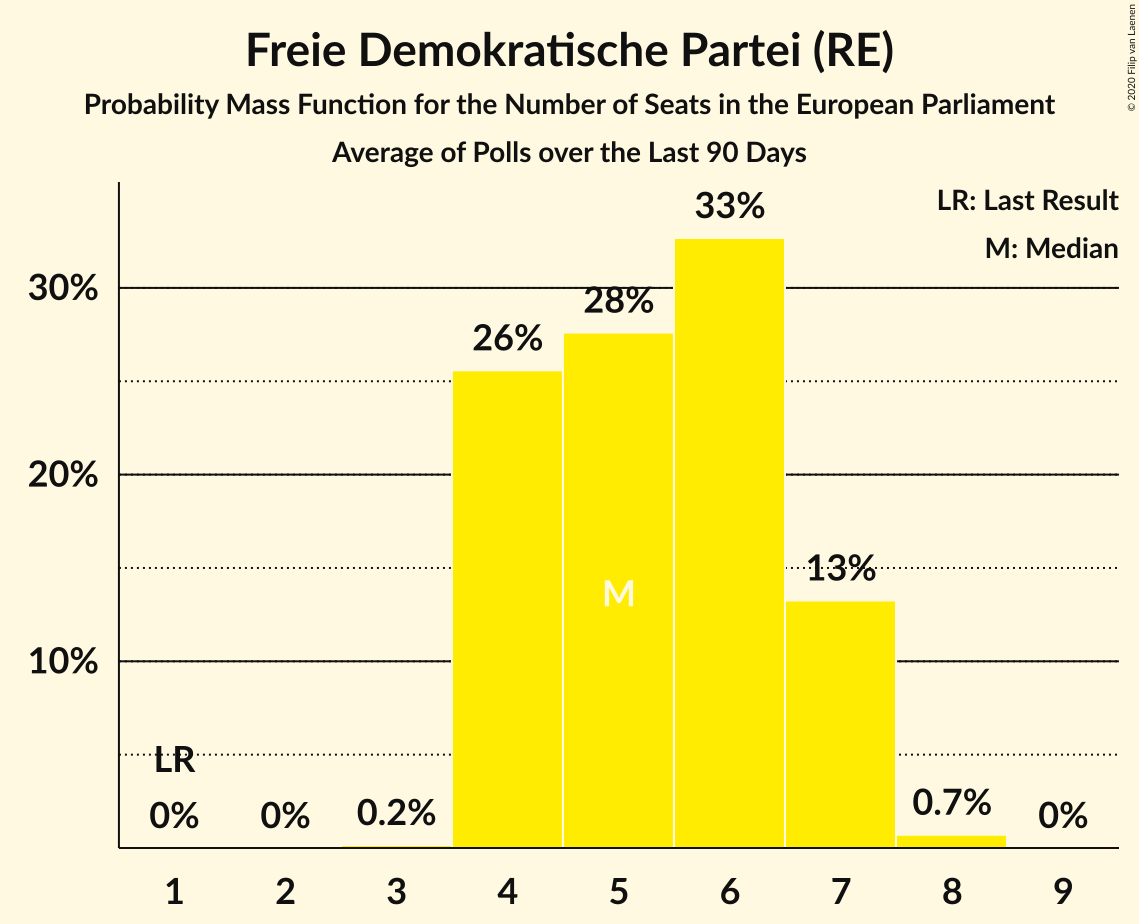 Freie Demokratische Partei (RE)
Probability Mass Function for the Number of Seats in the European Parliament
Average of Polls over the Last 90 Days
© 2020 Filip van Laenen
LR: Last Result
M: Median
33%
30%
28%
26%
20%
13%
M
10%
LR
0%
0%
0.2%
0.7%
0%
1 2 3 4 5 6 7 8 9